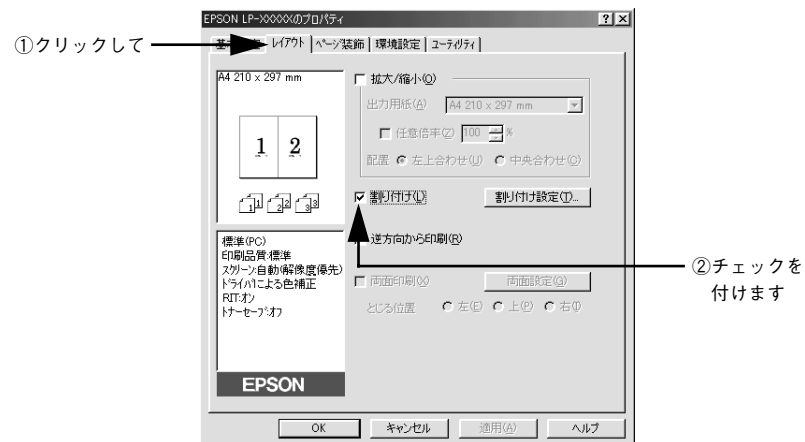 EPSON LP-XXXXXのプロパティ
①クリックして
レイアウト ページ装飾 環境設定 ユーティリティ
A4 210 x 297 mm
1 2
1 2 3
拡大/縮小(O)
出力用紙(A) A4 210 x 297 mm
任意倍率(Z) 100 %
配置 左上合わせ(U) 中央合わせ(C)
割り付け(L) 割り付け設定(T)...
逆方向から印刷(R)
両面印刷(X) 両面設定(G)
とじる位置 左(E) 上(P) 右(I)
②チェックを
付けます
標準(PC)
印刷品質:標準
スクリーン:自動(解像度優先)
ドライバによる色補正
RIT:オン
トナーセーブ:オフ
EPSON
OK キャンセル 適用(A) ヘルプ